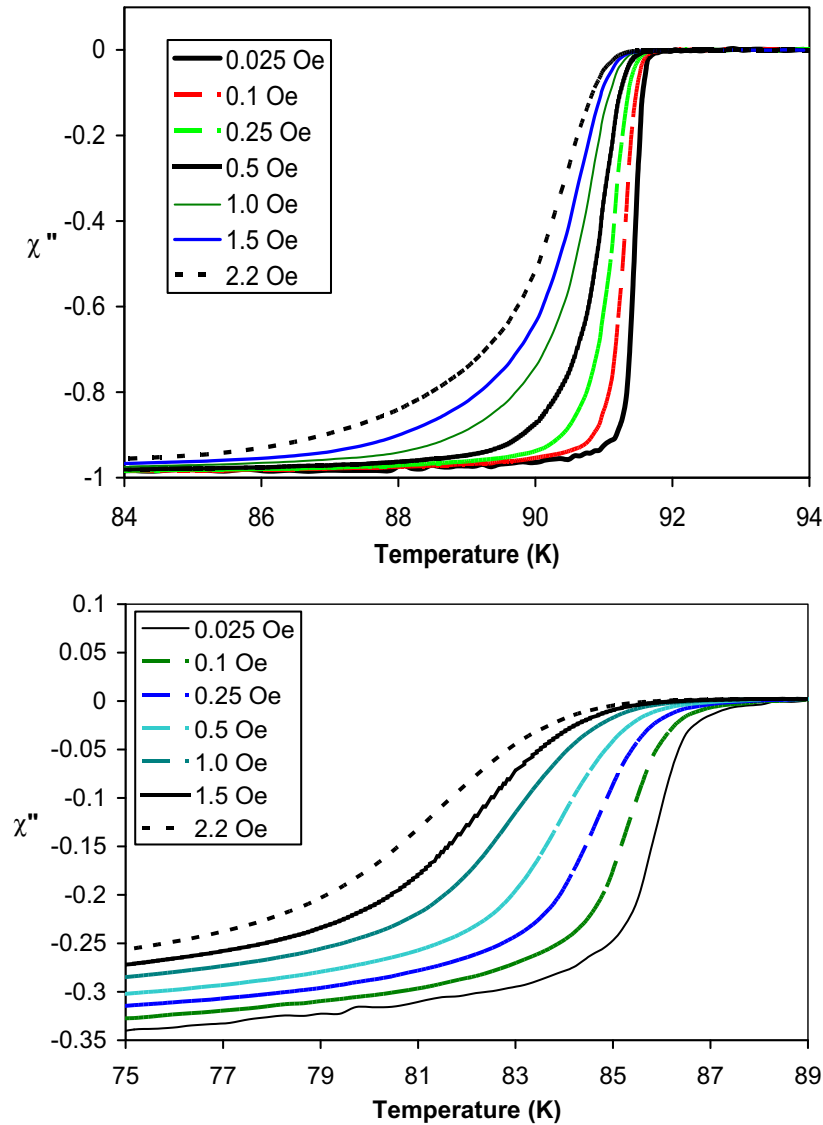 0
-0.2
-0.4
-0.6
-0.8
-1
χ "
0.025 Oe
0.1 Oe
0.25 Oe
0.5 Oe
1.0 Oe
1.5 Oe
2.2 Oe
84 86 88 90 92 94
Temperature (K)
0.1
0.05
0
-0.05
-0.1
-0.15
-0.2
-0.25
-0.3
-0.35
χ"
0.025 Oe
0.1 Oe
0.25 Oe
0.5 Oe
1.0 Oe
1.5 Oe
2.2 Oe
75 77 79 81 83 85 87 89
Temperature (K)